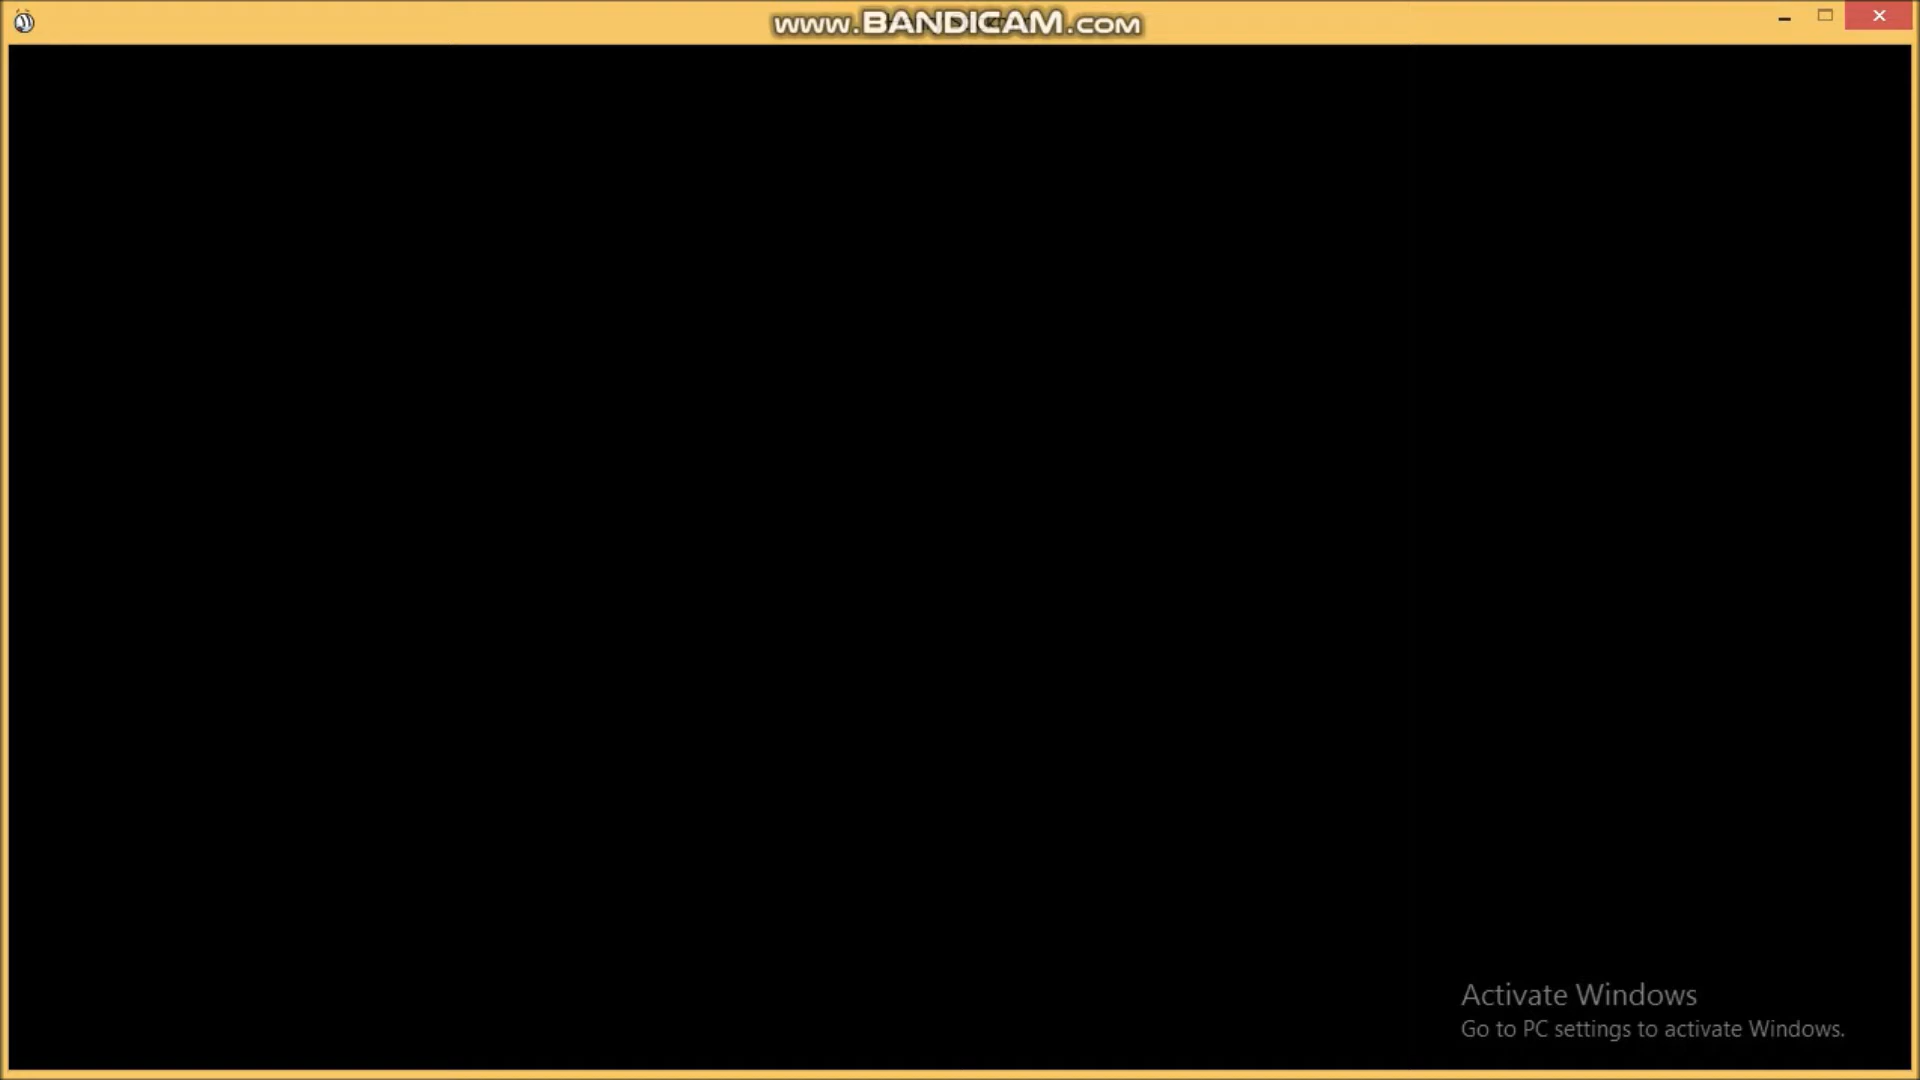 www.BANDICAM.com
Activate Windows
Go to PC settings to activate Windows.